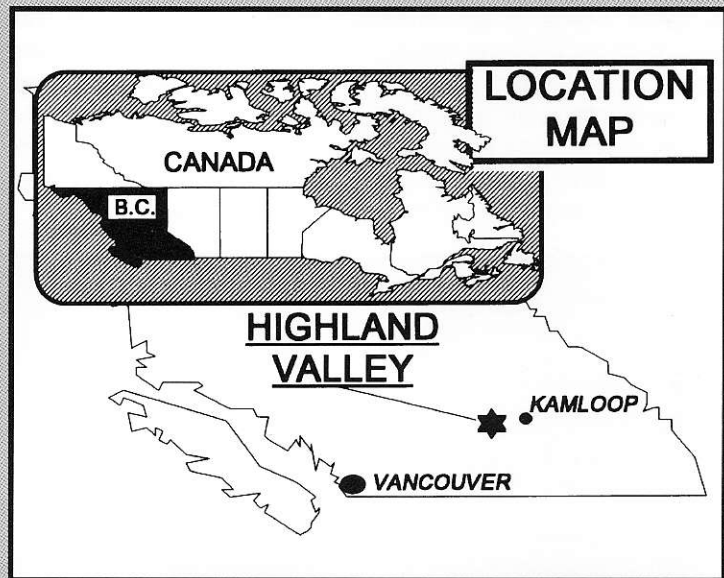 LOCATION
MAP
CANADA
B.C.
HIGHLAND
VALLEY
KAMLOOP
VANCOUVER